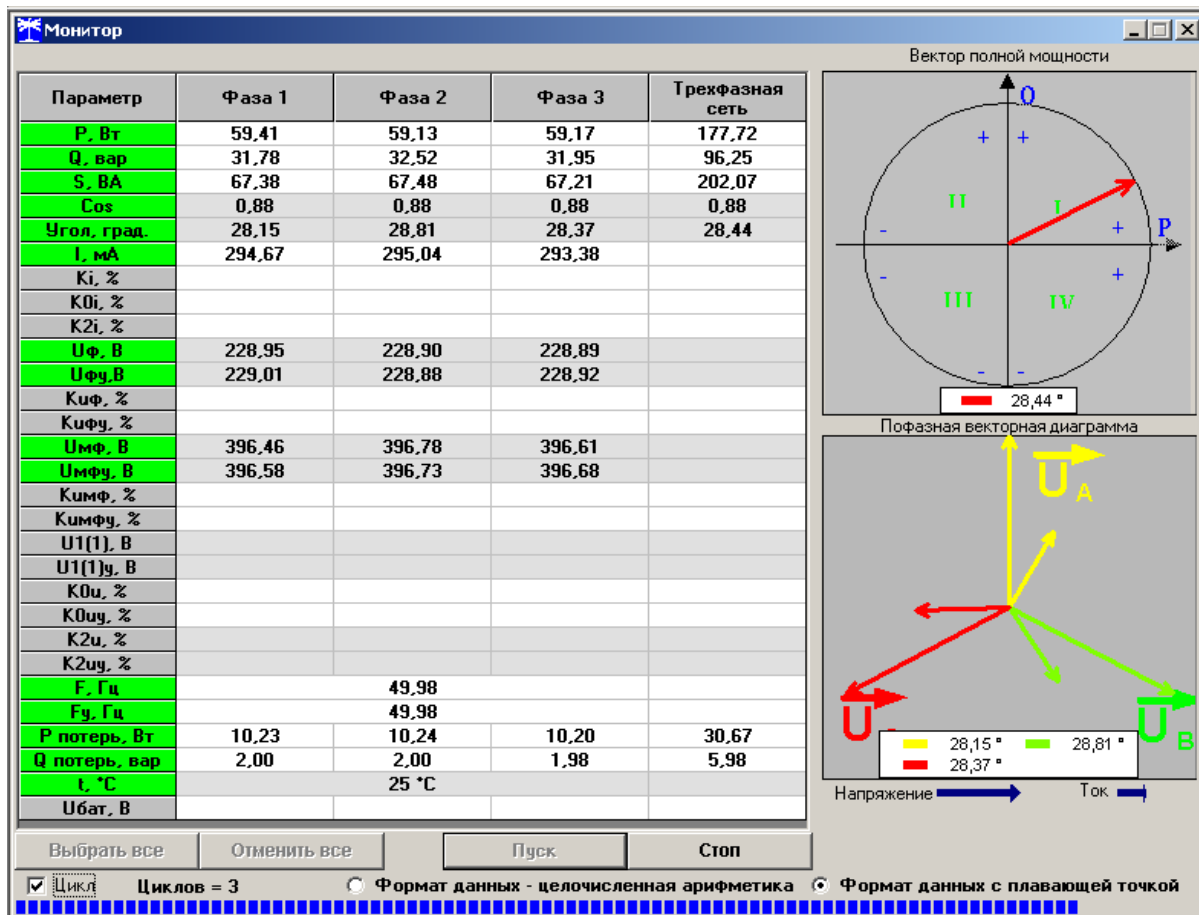 Монитор
Вектор полной мощности
Параметр Фаза 1 Фаза 2 Фаза 3 Трехфазная сеть
P, Вт 59,41 59,13 59,17 177,72
Q, вар 31,78 32,52 31,95 96,25
S, ВА 67,38 67,48 67,21 202,07
Cos 0,88 0,88 0,88 0,88
Угол, град. 28,15 28,81 28,37 28,44
I, мА 294,67 295,04 293,38
Ki, %
K0i, %
K2i, %
Uф, В 228,95 228,90 228,89
Uфу,В 229,01 228,88 228,92
Kuф, %
Kuфу, %
Uмф, В 396,46 396,78 396,61
Uмфу, В 396,58 396,73 396,68
Kuмф, %
Kuмфу, %
U1(1), В
U1(1)у, В
K0u, %
K0uу, %
K2u, %
K2uу, %
F, Гц 49,98
Fу, Гц 49,98
P потерь, Вт 10,23 10,24 10,20 30,67
Q потерь, вар 2,00 2,00 1,98 5,98
t, °C 25 °C
Uбат, В
Q
+ +
II I
- + P
- +
III IV
- -
28,44 °
Пофазная векторная диаграмма
U A
U
U B
28,15 ° 28,81 °
28,37 °
Напряжение Ток
Выбрать все Отменить все Пуск Стоп
Цикл Циклов = 3 Формат данных - целочисленная арифметика Формат данных с плавающей точкой